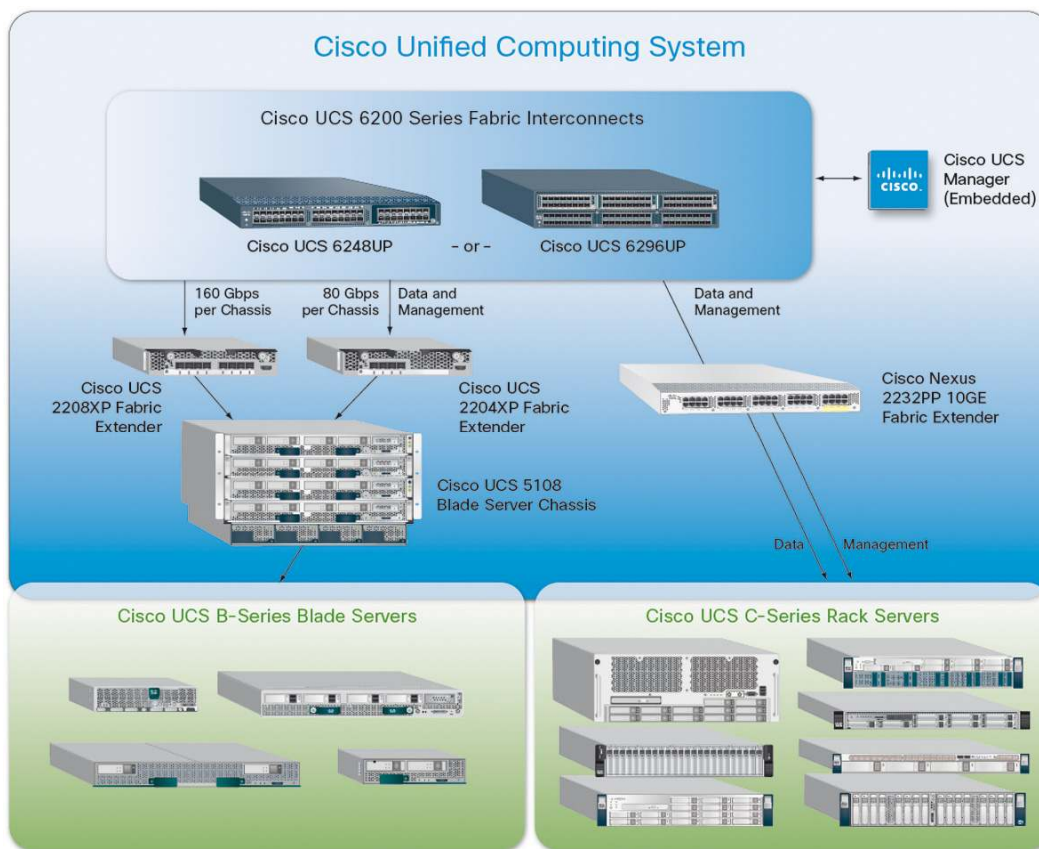 Cisco Unified Computing System
Cisco UCS 6200 Series Fabric Interconnects
Cisco UCS 6248UP
- or -
Cisco UCS 6296UP
CISCO.
Cisco UCS
Manager
(Embedded)
160 Gbps
per Chassis
80 Gbps
per Chassis
Data and
Management
Data and
Management
Cisco UCS
2208XP Fabric
Extender
Cisco UCS
2204XP Fabric
Extender
Cisco Nexus
2232PP 10GE
Fabric Extender
Cisco UCS 5108
Blade Server Chassis
Data
Management
Cisco UCS B-Series Blade Servers
Cisco UCS C-Series Rack Servers